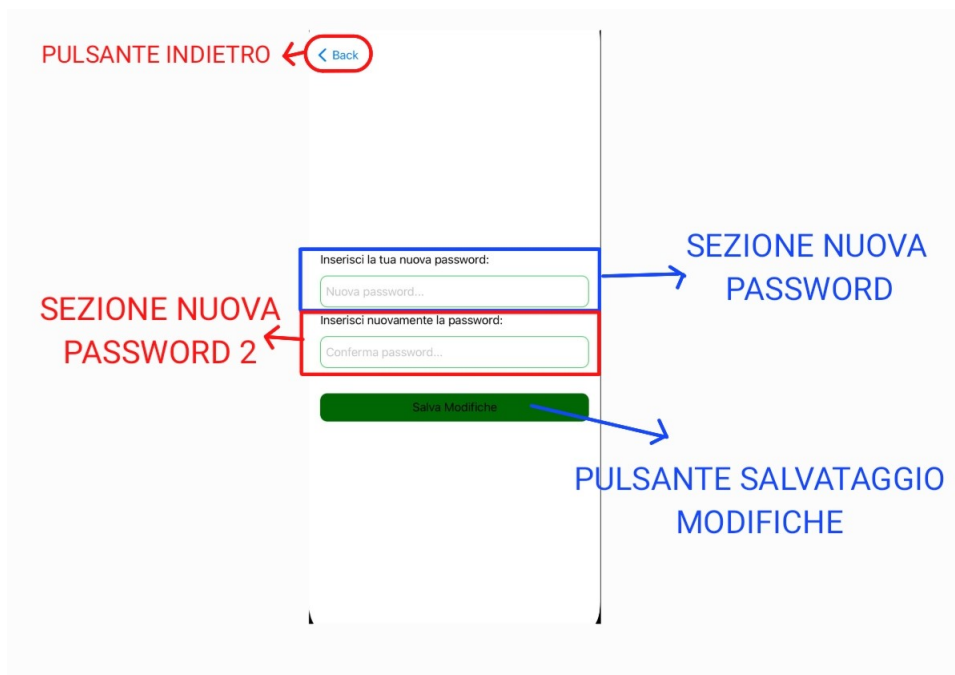 PULSANTE INDIETRO
Back
Inserisci la tua nuova password:
Nuova password...
SEZIONE NUOVA
PASSWORD
Inserisci nuovamente la password:
Conferma password...
SEZIONE NUOVA
PASSWORD 2
Salva Modifiche
PULSANTE SALVATAGGIO
MODIFICHE